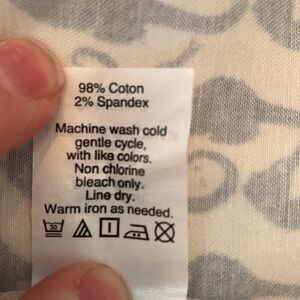 98% Coton
2% Spandex
Machine wash cold
gentle cycle,
with like colors.
Non chlorine
bleach only.
Line dry.
Warm iron as needed.
30